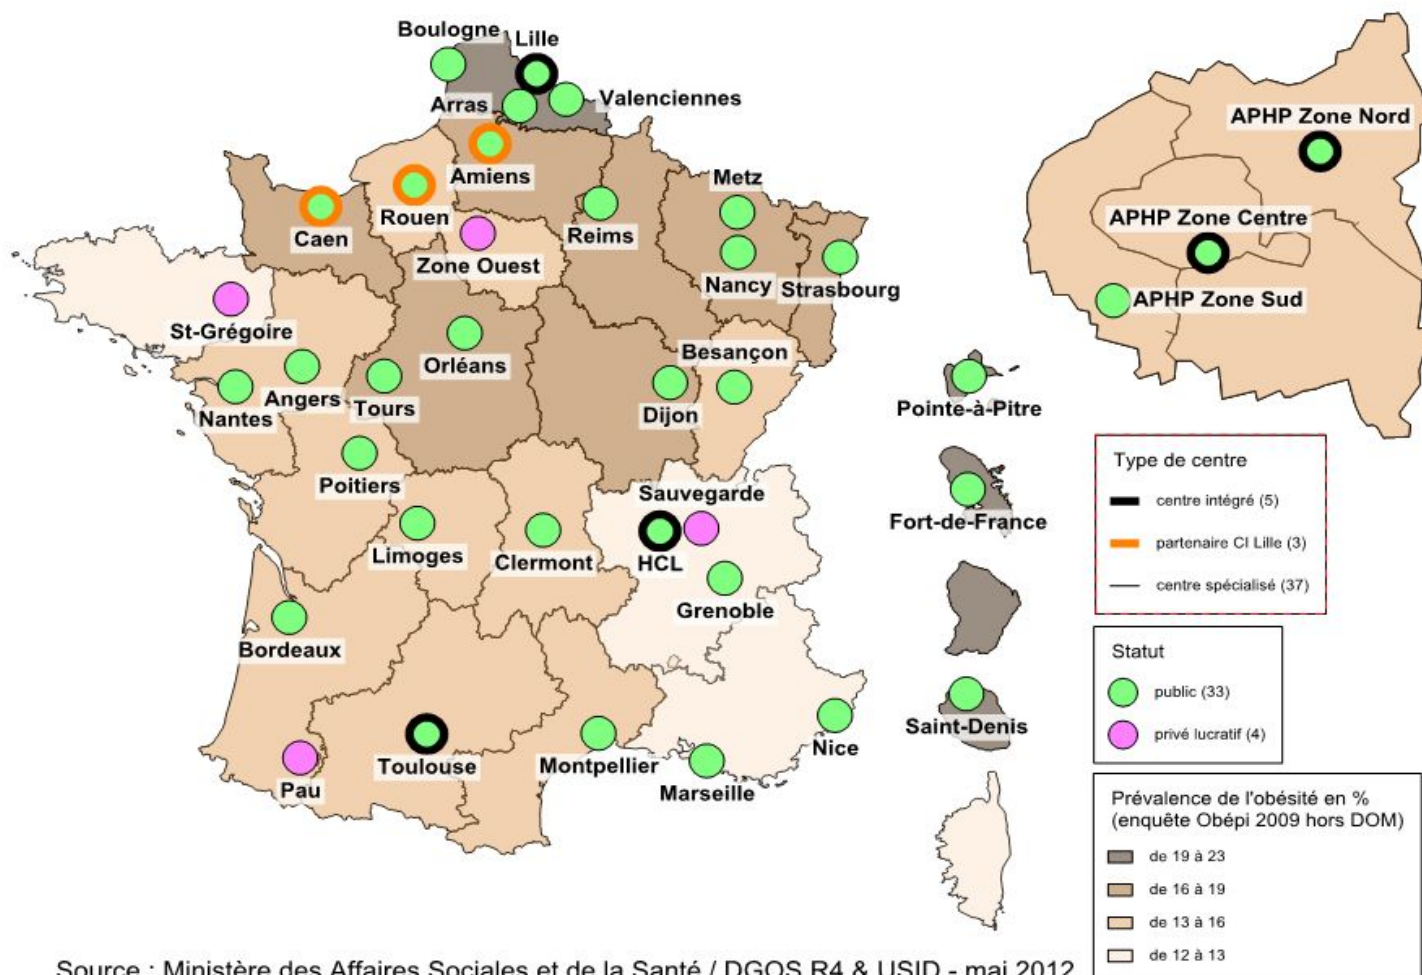 Boulogne
Lille
Arras
Valenciennes
Amiens
Rouen
Caen
Zone Ouest
Reims
Metz
Nancy
Strasbourg
St-Grégoire
Orléans
Besançon
Nantes
Angers
Tours
Dijon
Poitiers
Sauvegarde
Limoges
Clermont
HCL
Grenoble
Bordeaux
Pau
Toulouse
Montpellier
Marseille
Nice
APHP Zone Nord
APHP Zone Centre
APHP Zone Sud
Pointe-à-Pitre
Fort-de-France
Saint-Denis
Type de centre
centre intégré (5)
partenaire CI Lille (3)
centre spécialisé (37)
Statut
public (33)
privé lucratif (4)
Prévalence de l'obésité en %
(enquête Obépi 2009 hors DOM)
de 19 à 23
de 16 à 19
de 13 à 16
de 12 à 13
Source : Ministère des Affaires Sociales et de la Santé / DGOS R4 & USID - mai 2012